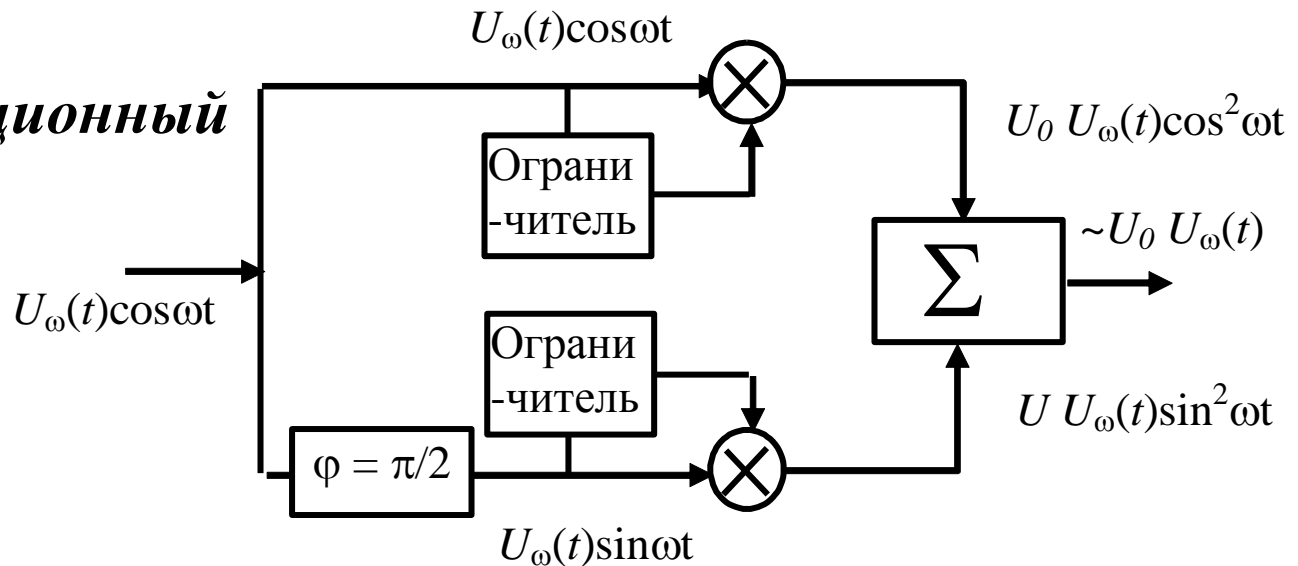 U_ω(t)cosωt
ционный
U_0 U_ω(t)cos²ωt
Ограни
-читель
~U_0 U_ω(t)
Σ
U_ω(t)cosωt
Ограни
-читель
U U_ω(t)sin²ωt
φ = π/2
U_ω(t)sinωt